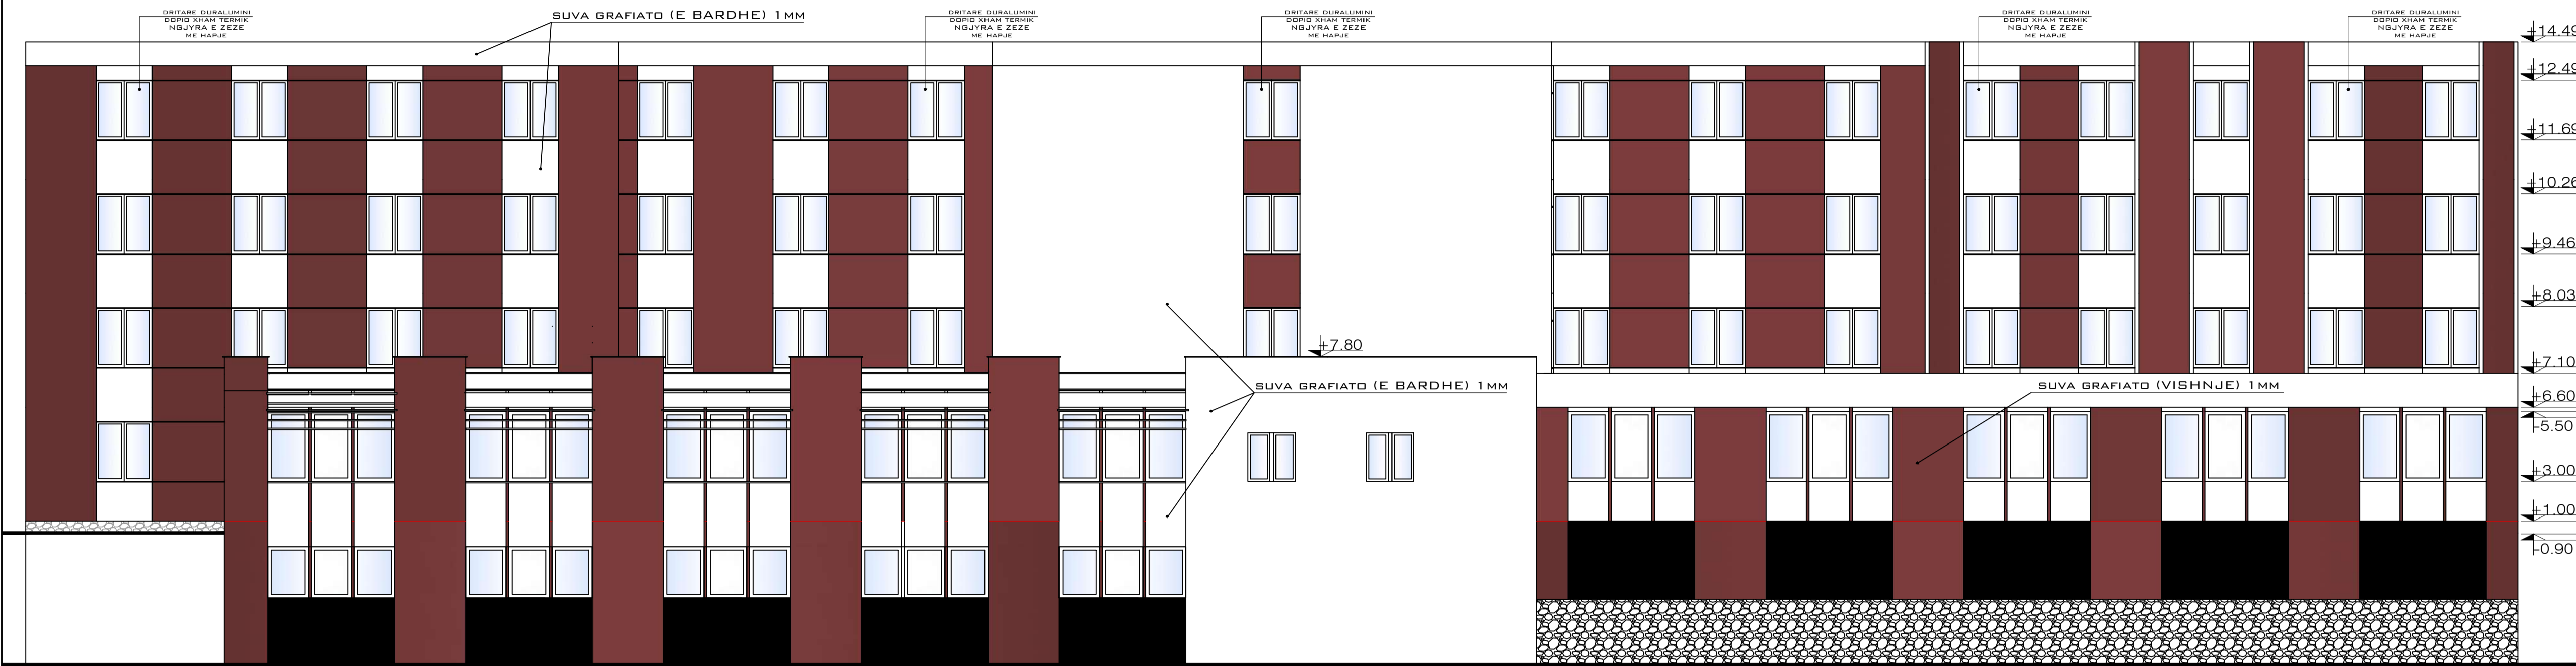 DRITARE DURALUMINI
DOPIO XHAM TERMIK
NGJYRA E ZEZE
ME HAPJE
SUVA GRAFIATO (E BARDHE) 1MM
DRITARE DURALUMINI
DOPIO XHAM TERMIK
NGJYRA E ZEZE
ME HAPJE
DRITARE DURALUMINI
DOPIO XHAM TERMIK
NGJYRA E ZEZE
ME HAPJE
DRITARE DURALUMINI
DOPIO XHAM TERMIK
NGJYRA E ZEZE
ME HAPJE
DRITARE DURALUMINI
DOPIO XHAM TERMIK
NGJYRA E ZEZE
ME HAPJE
+14.49
+12.49
+11.69
+10.26
+9.46
+8.03
+7.80
+7.10
SUVA GRAFIATO (E BARDHE) 1MM
SUVA GRAFIATO (VISHNJE) 1MM
+6.60
-5.50
+3.00
+1.00
-0.90